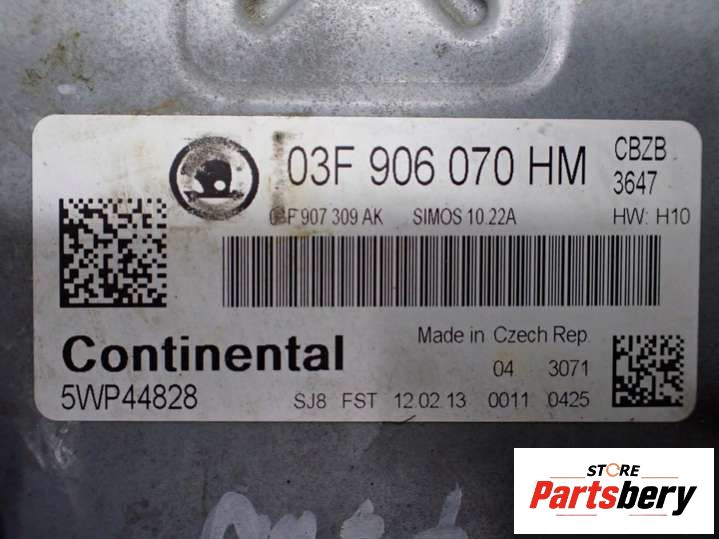 03F 906 070 HM
CBZB
3647
03F 907 309 AK SIMOS 10.22A
HW: H10
Continental
5WP44828
Made in Czech Rep.
04 3071
SJ8 FST 12 02 13 0011 0425
STORE
Partsbery